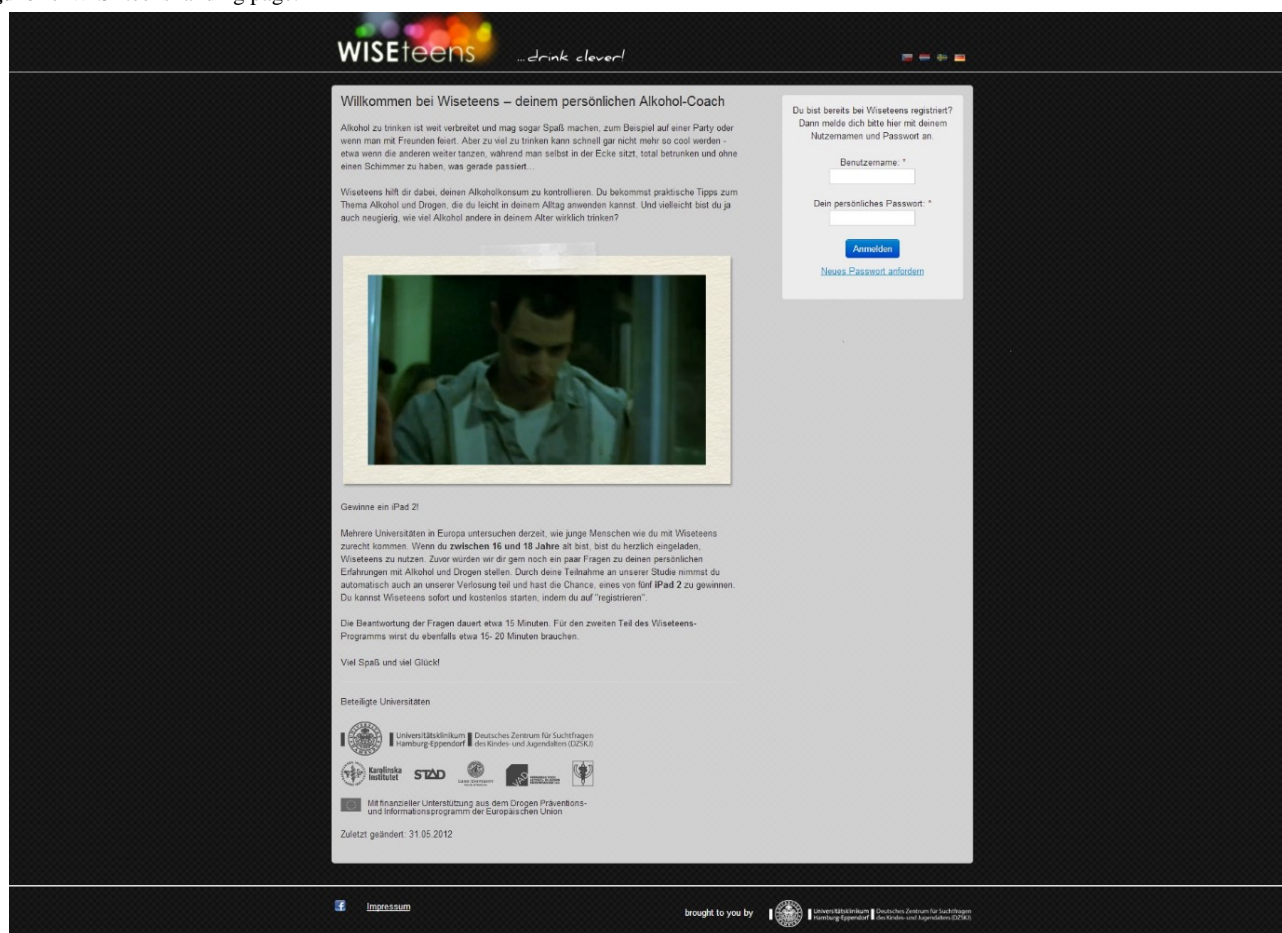 WISEteens ...drink clever!
Willkommen bei Wiseteens – deinem persönlichen Alkohol-Coach
Alkohol zu trinken ist weit verbreitet und mag sogar Spaß machen, zum Beispiel auf einer Party oder
wenn man mit Freunden feiert. Aber zu viel zu trinken kann schnell gar nicht mehr so cool werden -
etwa wenn die anderen weiter tanzen, während man selbst in der Ecke sitzt, total betrunken und ohne
einen Schimmer zu haben, was gerade passiert...
Wiseteens hilft dir dabei, deinen Alkoholkonsum zu kontrollieren. Du bekommst praktische Tipps zum
Thema Alkohol und Drogen, die du leicht in deinem Alltag anwenden kannst. Und vielleicht bist du ja
auch neugierig, wie viel Alkohol andere in deinem Alter wirklich trinken?
Du bist bereits bei Wiseteens registriert?
Dann melde dich bitte hier mit deinem
Nutzernamen und Passwort an.
Benutzername: *
Dein persönliches Passwort: *
Anmelden
Neues Passwort anfordern
Gewinne ein iPad 2!
Mehrere Universitäten in Europa untersuchen derzeit, wie junge Menschen wie du mit Wiseteens
zurecht kommen. Wenn du zwischen 16 und 18 Jahre alt bist, bist du herzlich eingeladen,
Wiseteens zu nutzen. Zuvor würden wir dir gern noch ein paar Fragen zu deinen persönlichen
Erfahrungen mit Alkohol und Drogen stellen. Durch deine Teilnahme an unserer Studie nimmst du
automatisch auch an unserer Verlosung teil und hast die Chance, eines von fünf iPad 2 zu gewinnen.
Du kannst Wiseteens sofort und kostenlos starten, indem du auf "registrieren".
Die Beantwortung der Fragen dauert etwa 15 Minuten. Für den zweiten Teil des Wiseteens-
Programms wirst du ebenfalls etwa 15- 20 Minuten brauchen.
Viel Spaß und viel Glück!
Beteiligte Universitäten
Universitätsklinikum Hamburg-Eppendorf
Deutsches Zentrum für Suchtfragen
des Kindes- und Jugendalters (DZSKJ)
Karolinska
Institutet
STAD
Mit finanzieller Unterstützung aus dem Drogen Präventions-
und Informationsprogramm der Europäischen Union
Zuletzt geändert: 31.05.2012
Impressum
brought to you by
Universitätsklinikum Hamburg-Eppendorf
Deutsches Zentrum für Suchtfragen
des Kindes- und Jugendalters (DZSKJ)